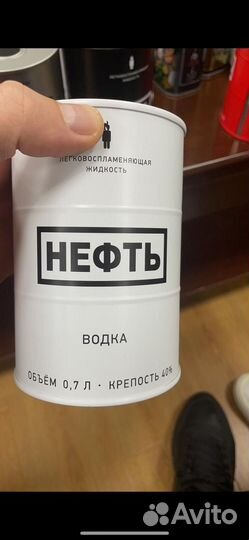 ЛЕГКОВОСПЛАМЕНЯЮЩАЯ
ЖИДКОСТЬ
НЕФТЬ
ВОДКА
ОБЪЁМ 0,7 Л · КРЕПОСТЬ 40%
Avito